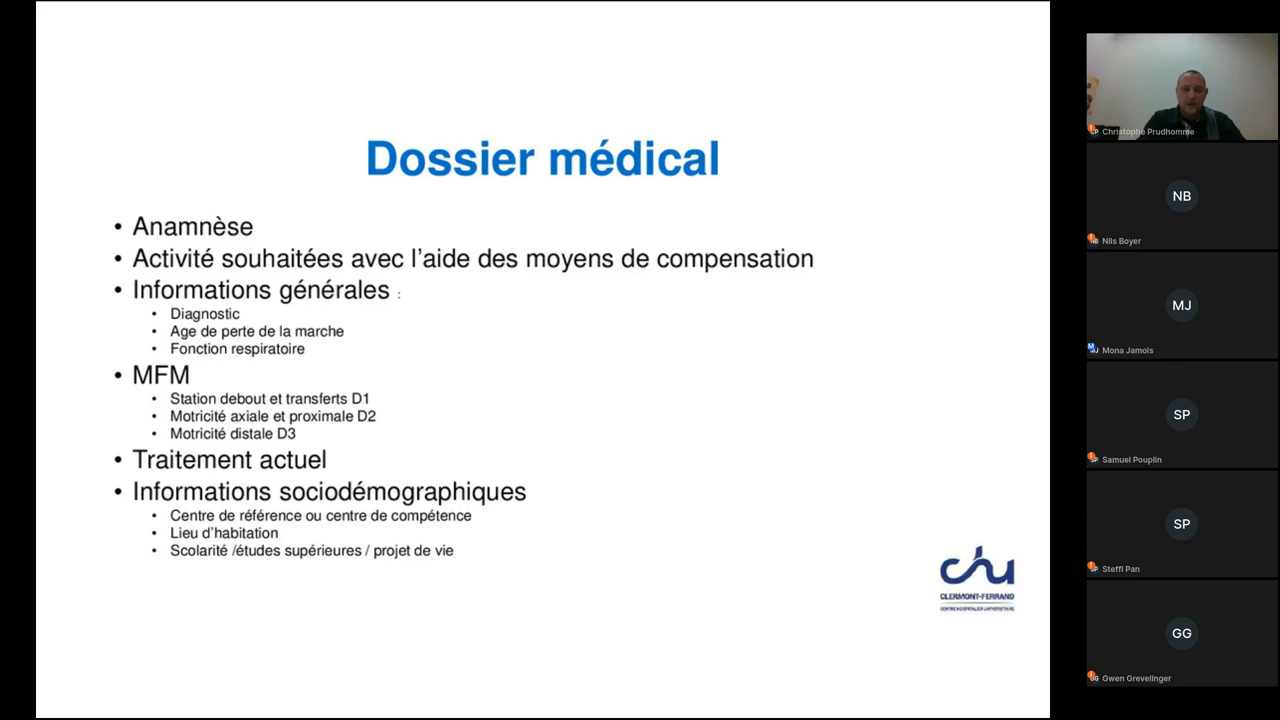 Dossier médical
• Anamnèse
• Activité souhaitées avec l'aide des moyens de compensation
• Informations générales :
• Diagnostic
• Age de perte de la marche
• Fonction respiratoire
• MFM
• Station debout et transferts D1
• Motricité axiale et proximale D2
• Motricité distale D3
• Traitement actuel
• Informations sociodémographiques
• Centre de référence ou centre de compétence
• Lieu d'habitation
• Scolarité /études supérieures / projet de vie
chu
CLERMONT-FERRAND
CENTRE HOSPITALIER UNIVERSITAIRE
Christophe Prudhomme
NB
Nils Boyer
MJ
Mona Jamois
SP
Samuel Pouplin
SP
Steffi Pan
GG
Gwen Grevelinger